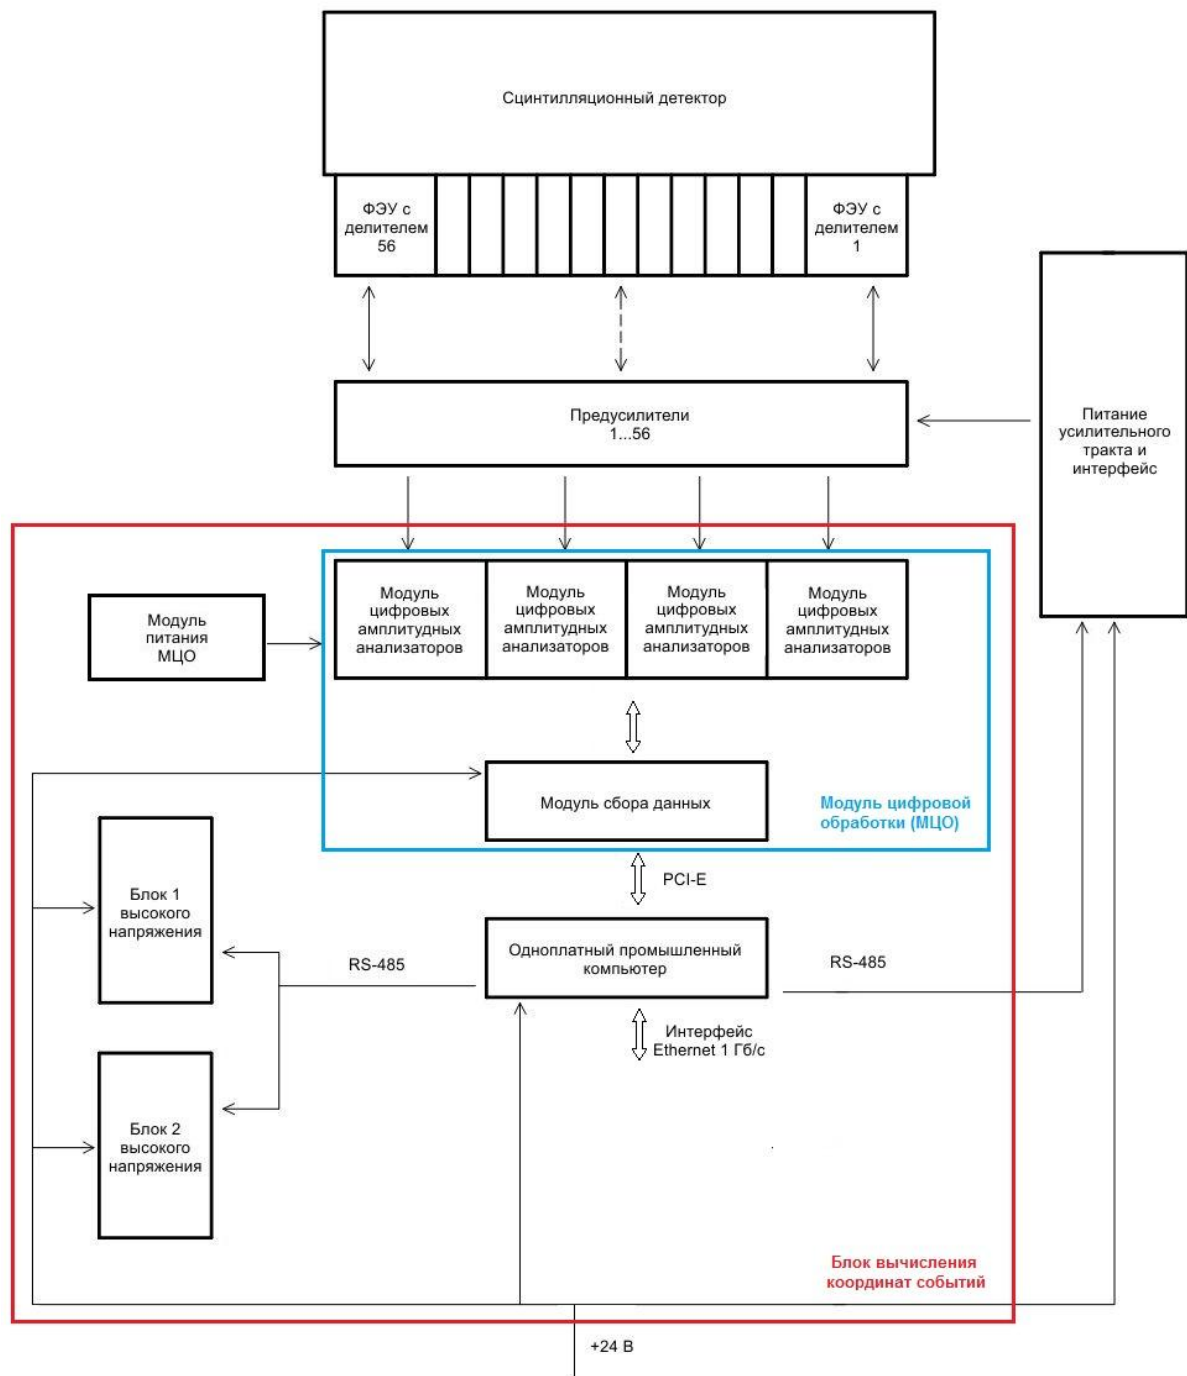 Сцинтилляционный детектор
ФЭУ с
делителем
56
ФЭУ с
делителем
1
Предусилители
1...56
Питание
усилительного
тракта и
интерфейс
Модуль
питания
МЦО
Модуль
цифровых
амплитудных
анализаторов
Модуль
цифровых
амплитудных
анализаторов
Модуль
цифровых
амплитудных
анализаторов
Модуль
цифровых
амплитудных
анализаторов
Модуль сбора данных
Модуль цифровой
обработки (МЦО)
PCI-E
Блок 1
высокого
напряжения
RS-485
Одноплатный промышленный
компьютер
RS-485
Интерфейс
Ethernet 1 Гб/с
Блок 2
высокого
напряжения
Блок вычисления
координат событий
+24 В